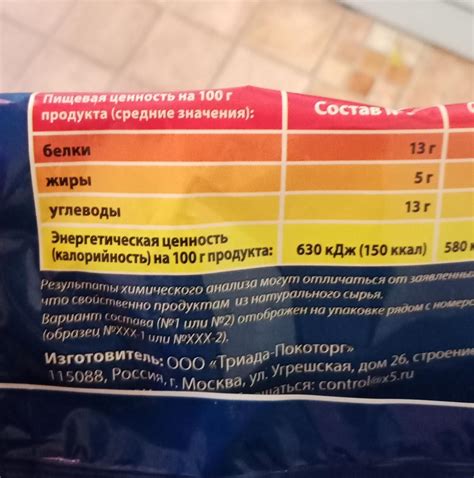 Пищевая ценность на 100 г
продукта (средние значения):
Состав
белки 13 г
жиры 5 г
углеводы 13 г
Энергетическая ценность
(калорийность) на 100 г продукта: 630 кДж (150 ккал) 580
Результаты химического анализа могут отличаться от
что свойственно продуктам из натурального сырья.
Вариант состава (№1 или №2) отображен на упаковке рядом с
(образец №XXX-1 или №XXX-2).
Изготовитель: ООО «Триада-Покоторг»
115088, Россия, г. Москва, ул. Угрешская, дом 26,
control@x5.ru